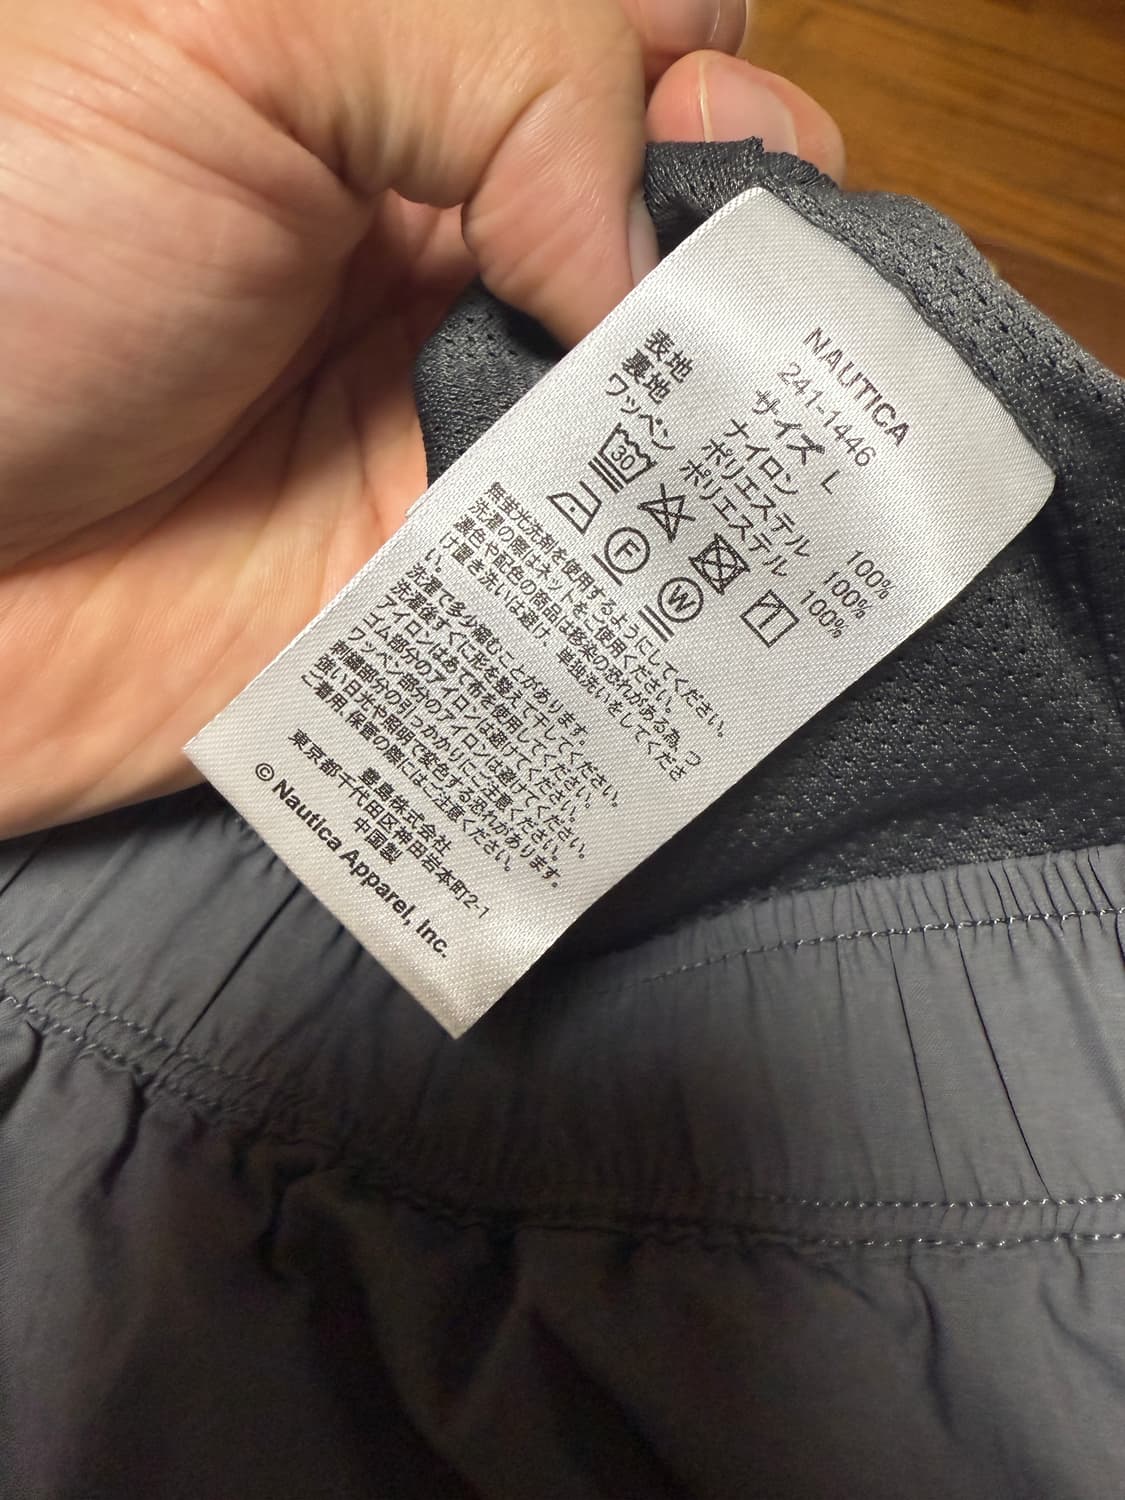 NAUTICA
241-1446
サイズ L
表地 ナイロン 100%
裏地 ポリエステル 100%
ワッペン ポリエステル 100%
30
F
W
無蛍光洗剤を使用するようにしてください。
洗濯の際はネットをご使用ください。
濃色や配色の商品は移染の恐れがある為、つ
け置き洗いは避け、単独洗いをしてくださ
い。
洗濯で多少縮むことがあります。
洗濯後すぐに形を整えて干してください。
アイロンはあて布を使用してください。
ゴム部分のアイロンは避けてください。
ワッペン部分のアイロンは避けてください。
刺繍部分の引っかかりにご注意ください。
強い日光や照明で変色する恐れがあります。
ご着用、保管の際にはご注意ください。
豊島株式会社
東京都千代田区神田岩本町2-1
中国製
© Nautica Apparel, Inc.